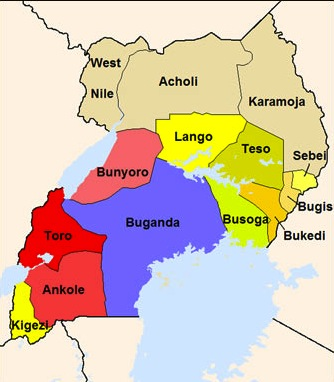 West
Nile
Acholi
Karamoja
Lango
Teso
Sebei
Bunyoro
Bugis
Buganda
Busoga
Bukedi
Toro
Ankole
Kigezi